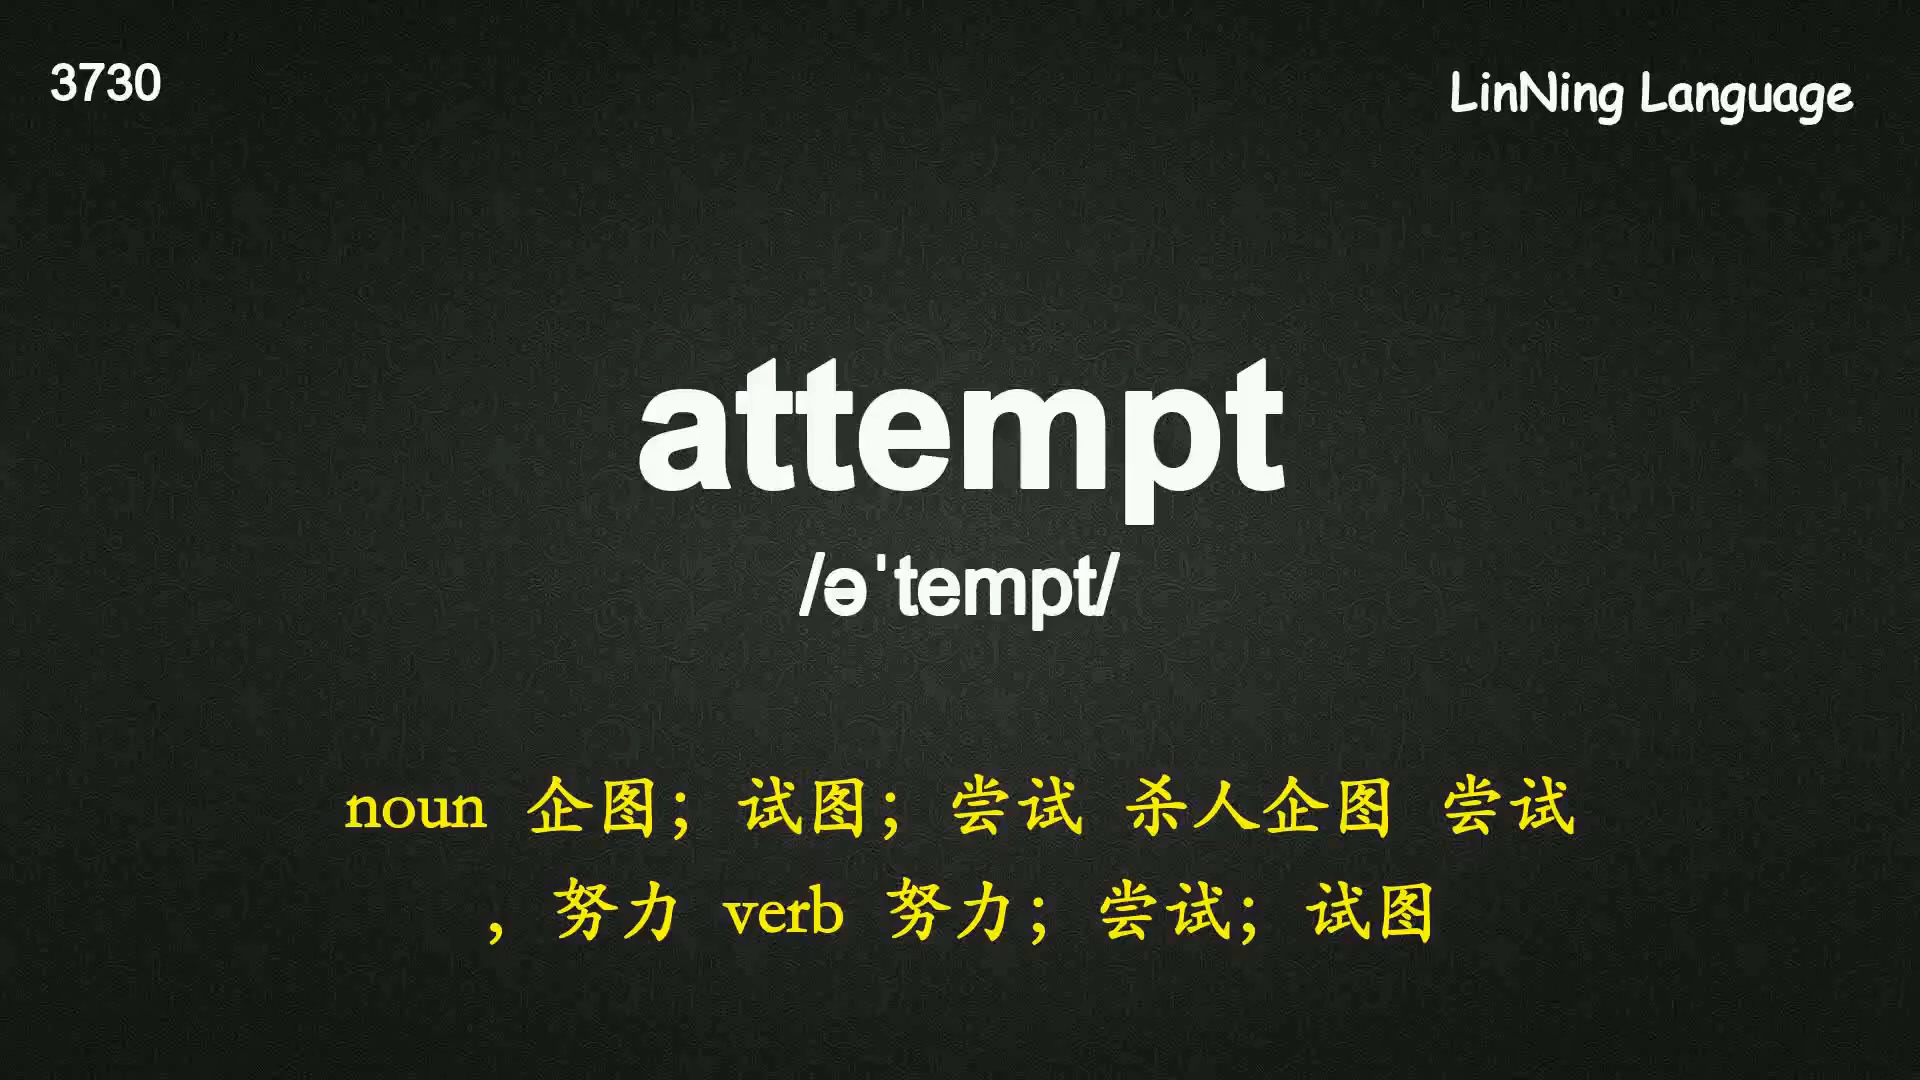 3730
LinNing Language
attempt
/əˈtempt/
noun 企图；试图；尝试 杀人企图 尝试
，努力 verb 努力；尝试；试图